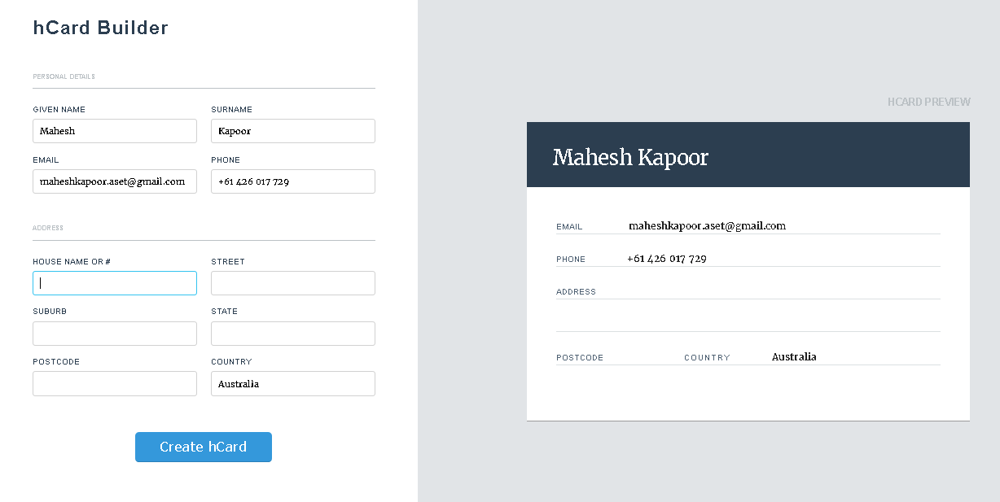 hCard Builder
PERSONAL DETAILS
GIVEN NAME SURNAME
Mahesh Kapoor
EMAIL PHONE
maheshkapoor.aset@gmail.com +61 426 017 729
ADDRESS
HOUSE NAME OR # STREET
SUBURB STATE
POSTCODE COUNTRY
Australia
Create hCard
HCARD PREVIEW
Mahesh Kapoor
EMAIL maheshkapoor.aset@gmail.com
PHONE +61 426 017 729
ADDRESS
POSTCODE COUNTRY Australia